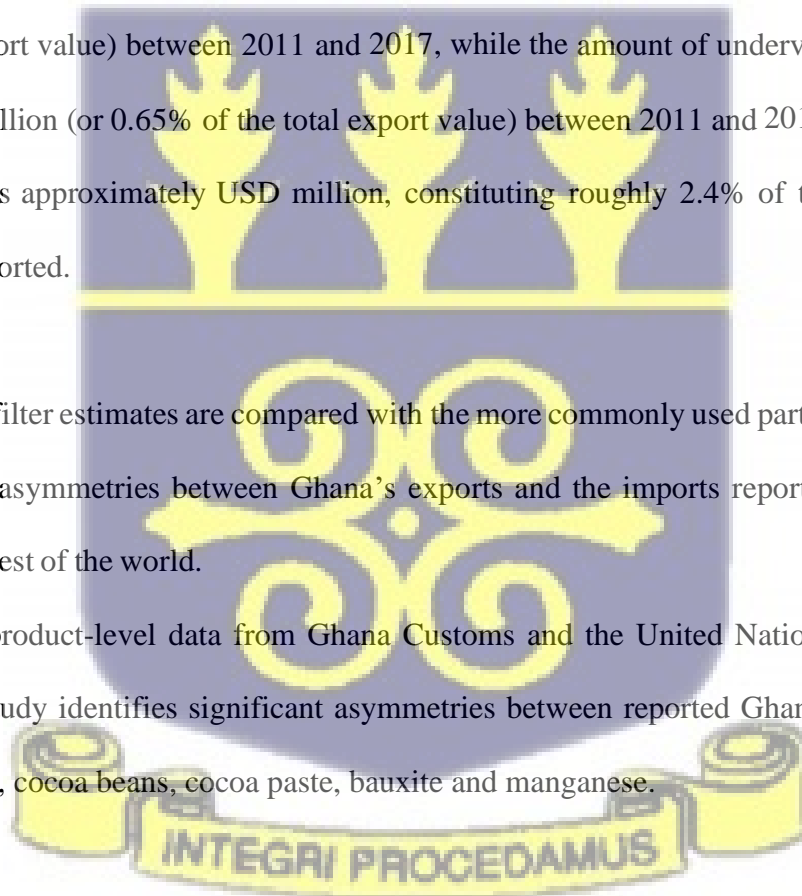 ort value) between 2011 and 2017, while the amount of underv
llion (or 0.65% of the total export value) between 2011 and 201
s approximately USD million, constituting roughly 2.4% of t
orted.
filter estimates are compared with the more commonly used part
asymmetries between Ghana’s exports and the imports report
est of the world.
product-level data from Ghana Customs and the United Natio
udy identifies significant asymmetries between reported Ghan
, cocoa beans, cocoa paste, bauxite and manganese.
INTEGRI PROCEDAMUS